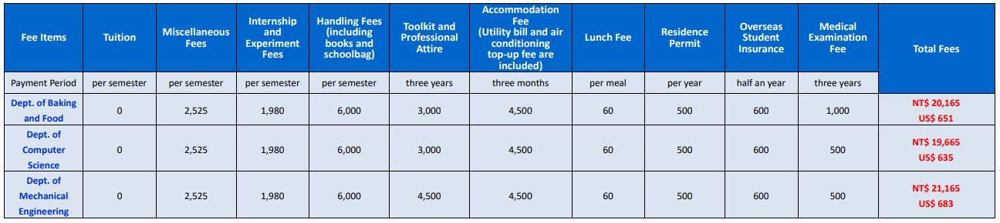 Fee Items
Tuition
Miscellaneous
Fees
Internship
and
Experiment
Fees
Handling Fees
(including
books and
schoolbag)
Toolkit and
Professional
Attire
Accommodation
Fee
(Utility bill and air
conditioning
top-up fee are
included)
Lunch Fee
Residence
Permit
Overseas
Student
Insurance
Medical
Examination
Fee
Total Fees
Payment Period
per semester
per semester
per semester
per semester
three years
three months
per meal
per year
half an year
three years
Dept. of Baking
and Food
0
2,525
1,980
6,000
3,000
4,500
60
500
600
1,000
NT$ 20,165
US$ 651
Dept. of
Computer
Science
0
2,525
1,980
6,000
3,000
4,500
60
500
600
500
NT$ 19,665
US$ 635
Dept. of
Mechanical
Engineering
0
2,525
1,980
6,000
4,500
4,500
60
500
600
500
NT$ 21,165
US$ 683